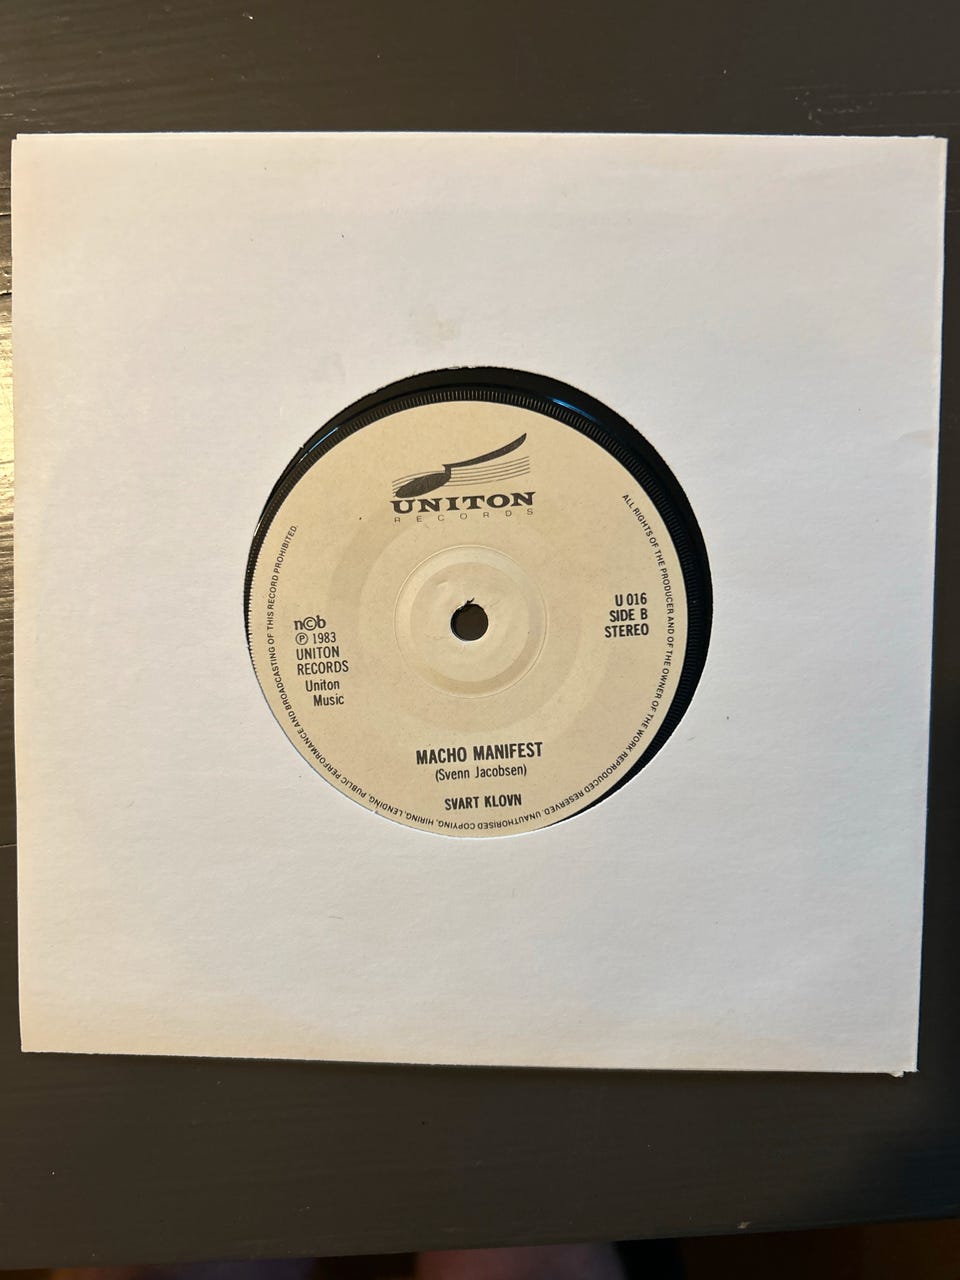 UNITON
RECORDS
n©b
℗ 1983
UNITON
RECORDS
Uniton
Music
U 016
SIDE B
STEREO
MACHO MANIFEST
(Svenn Jacobsen)
SVART KLOVN
ALL RIGHTS OF THE PRODUCER AND OF THE OWNER OF THE WORK REPRODUCED RESERVED. UNAUTHORISED COPYING, HIRING, LENDING, PUBLIC PERFORMANCE AND BROADCASTING OF THIS RECORD PROHIBITED.